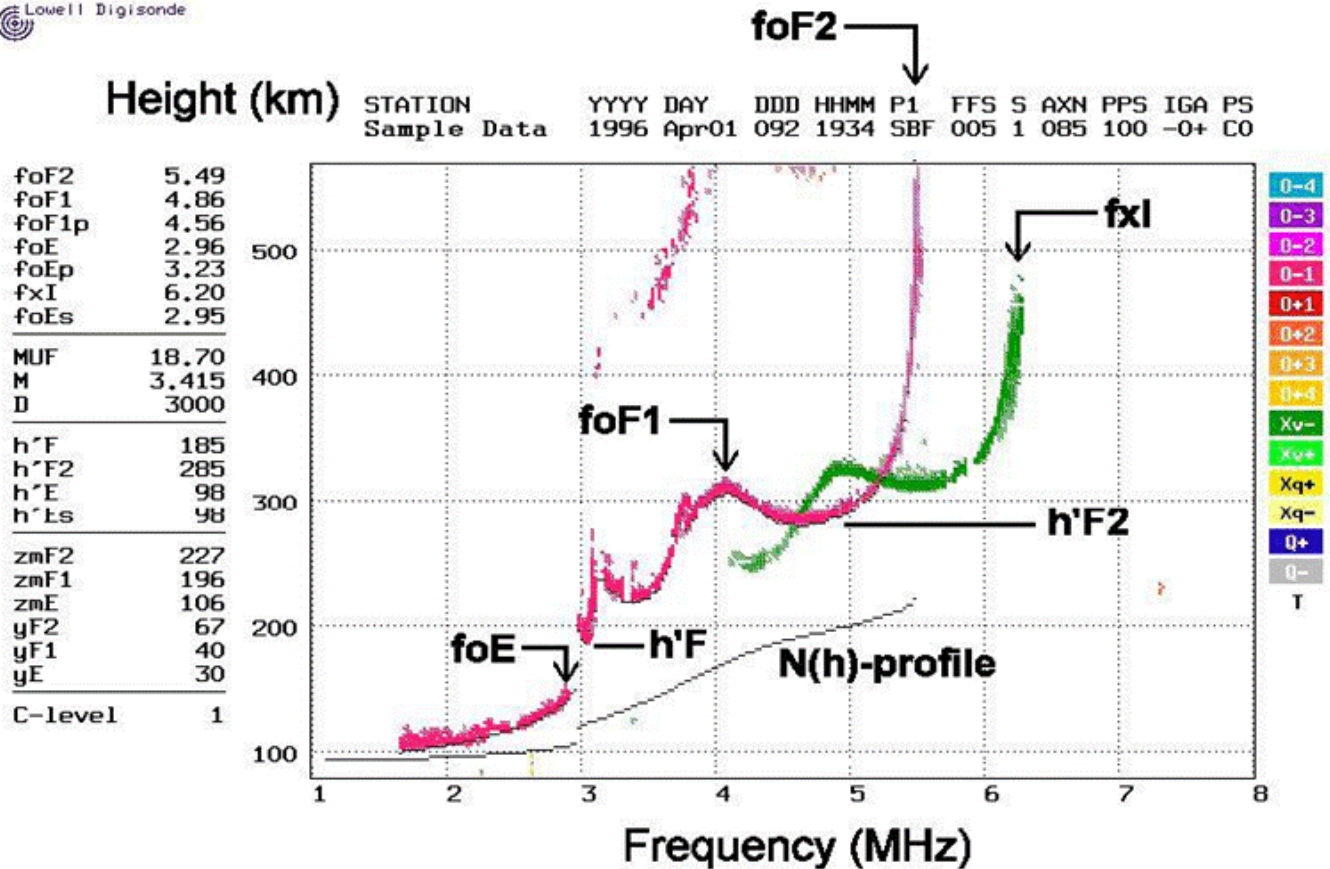 Lowell Digisonde
foF2
Height (km)
STATION YYYY DAY DDD HHMM P1 FFS S AXN PPS IGA PS
Sample Data 1996 Apr01 092 1934 SBF 005 1 085 100 -0+ C0
foF2 5.49
foF1 4.86
foF1p 4.56
foE 2.96
foEp 3.23
fxI 6.20
foEs 2.95
MUF 18.70
M 3.415
D 3000
h'F 185
h'F2 285
h'E 98
h'Es 98
zmF2 227
zmF1 196
zmE 106
yF2 67
yF1 40
yE 30
C-level 1
500
400
300
200
100
fxI
foF1
h'F2
foE
h'F
N(h)-profile
O-4
O-3
O-2
O-1
O+1
O+2
O+3
O+4
Xv-
Xv+
Xq+
Xq-
Q+
Q-
T
1 2 3 4 5 6 7 8
Frequency (MHz)